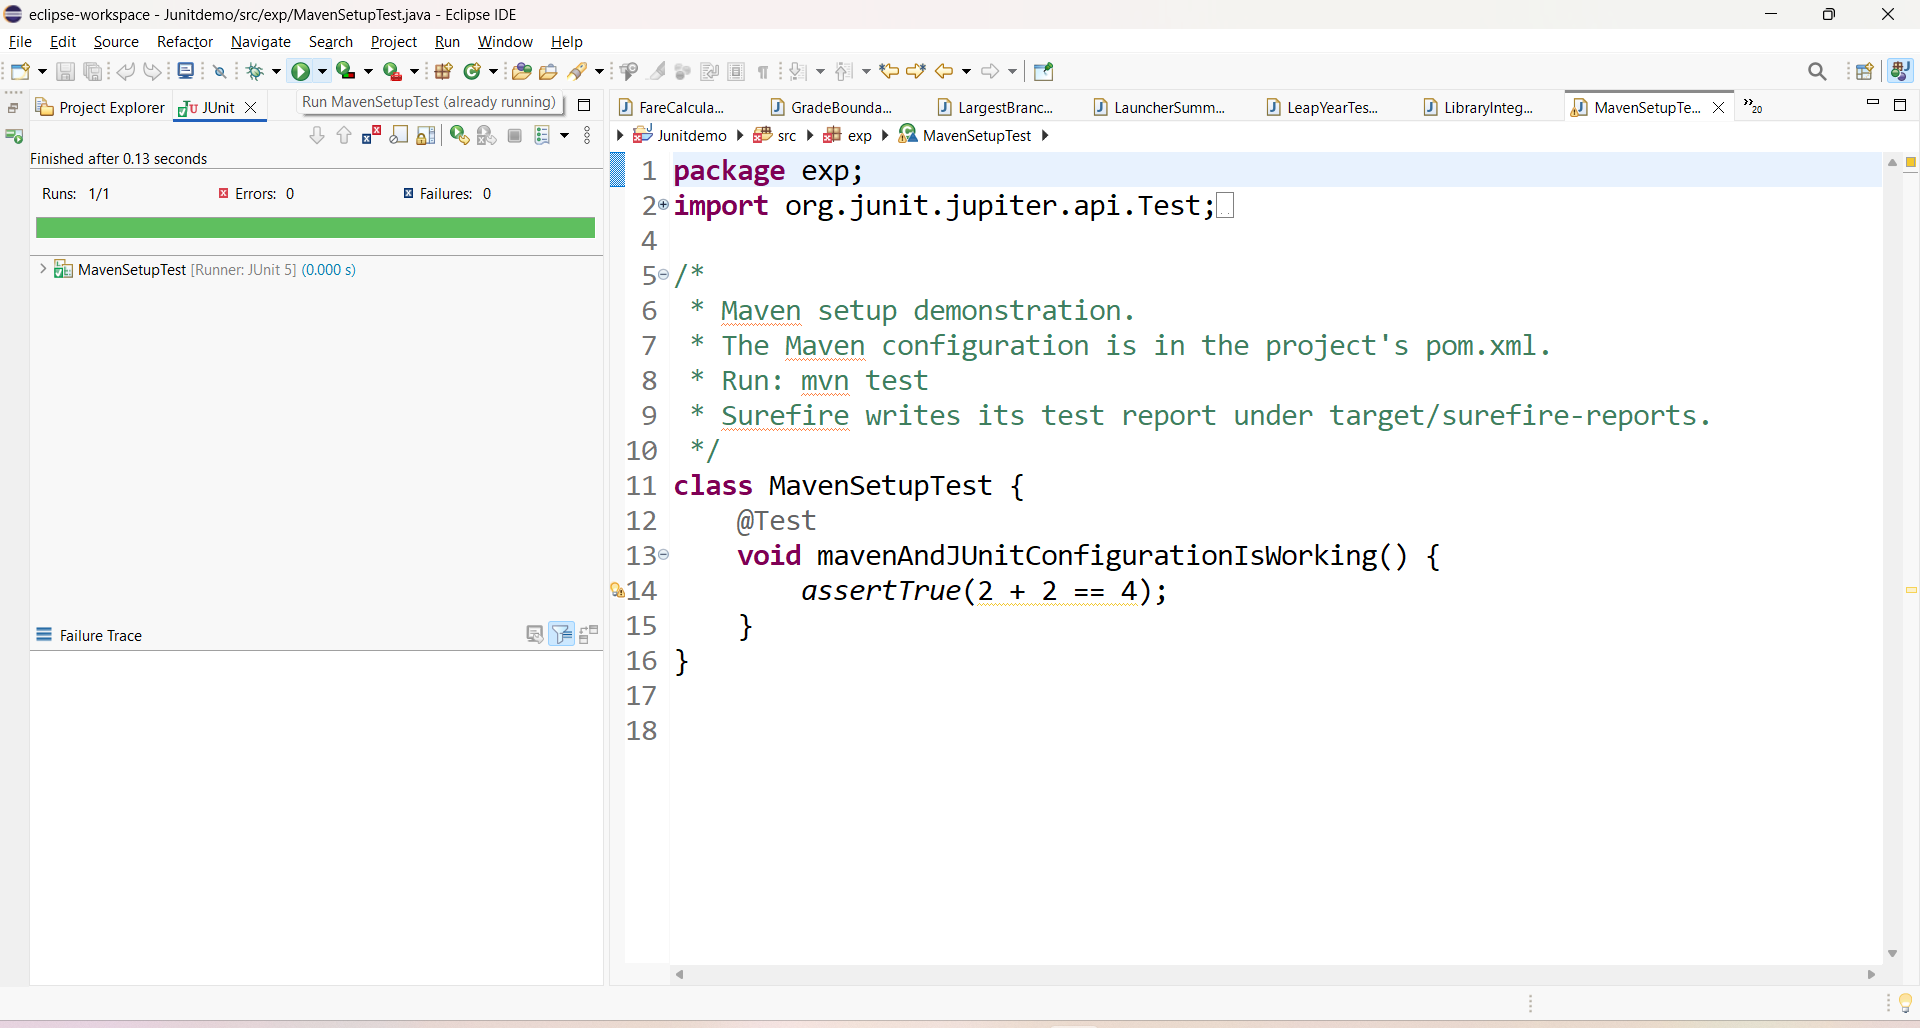 eclipse-workspace - Junitdemo/src/exp/MavenSetupTest.java - Eclipse IDE
File Edit Source Refactor Navigate Search Project Run Window Help
Project Explorer JUnit
Run MavenSetupTest (already running)
Finished after 0.13 seconds
Runs: 1/1 Errors: 0 Failures: 0
MavenSetupTest [Runner: JUnit 5] (0.000 s)
Failure Trace
FareCalcula... GradeBounda... LargestBranc... LauncherSumm... LeapYearTes... LibraryInteg... MavenSetupTe... »20
Junitdemo src exp MavenSetupTest
1 package exp;
2 import org.junit.jupiter.api.Test;
4
5 /*
6 * Maven setup demonstration.
7 * The Maven configuration is in the project's pom.xml.
8 * Run: mvn test
9 * Surefire writes its test report under target/surefire-reports.
10 */
11 class MavenSetupTest {
12 @Test
13 void mavenAndJUnitConfigurationIsWorking() {
14 assertTrue(2 + 2 == 4);
15 }
16 }
17
18